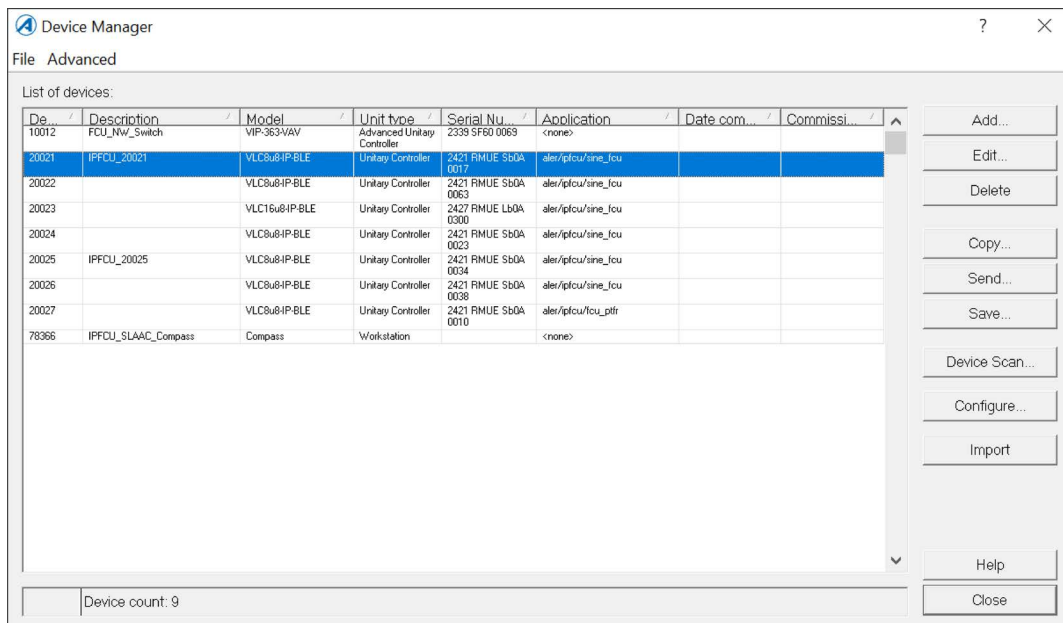 Device Manager
? ×
File Advanced
List of devices:
De... Description Model Unit type Serial Nu... Application Date com... Commissi...
10012 FCU_NW_Switch VIP-363-VAV Advanced Unitary Controller 2339 SF60 0069 <none>
20021 IPFCU_20021 VLC8u8-IP-BLE Unitary Controller 2421 RMUE Sb0A 0017 aler/ipfcu/sine_fcu
20022 VLC8u8-IP-BLE Unitary Controller 2421 RMUE Sb0A 0063 aler/ipfcu/sine_fcu
20023 VLC16u8-IP-BLE Unitary Controller 2427 RMUE Lb0A 0300 aler/ipfcu/sine_fcu
20024 VLC8u8-IP-BLE Unitary Controller 2421 RMUE Sb0A 0023 aler/ipfcu/sine_fcu
20025 IPFCU_20025 VLC8u8-IP-BLE Unitary Controller 2421 RMUE Sb0A 0034 aler/ipfcu/sine_fcu
20026 VLC8u8-IP-BLE Unitary Controller 2421 RMUE Sb0A 0038 aler/ipfcu/sine_fcu
20027 VLC8u8-IP-BLE Unitary Controller 2421 RMUE Sb0A 0010 aler/ipfcu/fcu_ptfr
78366 IPFCU_SLAAC_Compass Compass Workstation <none>
Add...
Edit...
Delete
Copy...
Send...
Save...
Device Scan...
Configure...
Import
Help
Close
Device count: 9